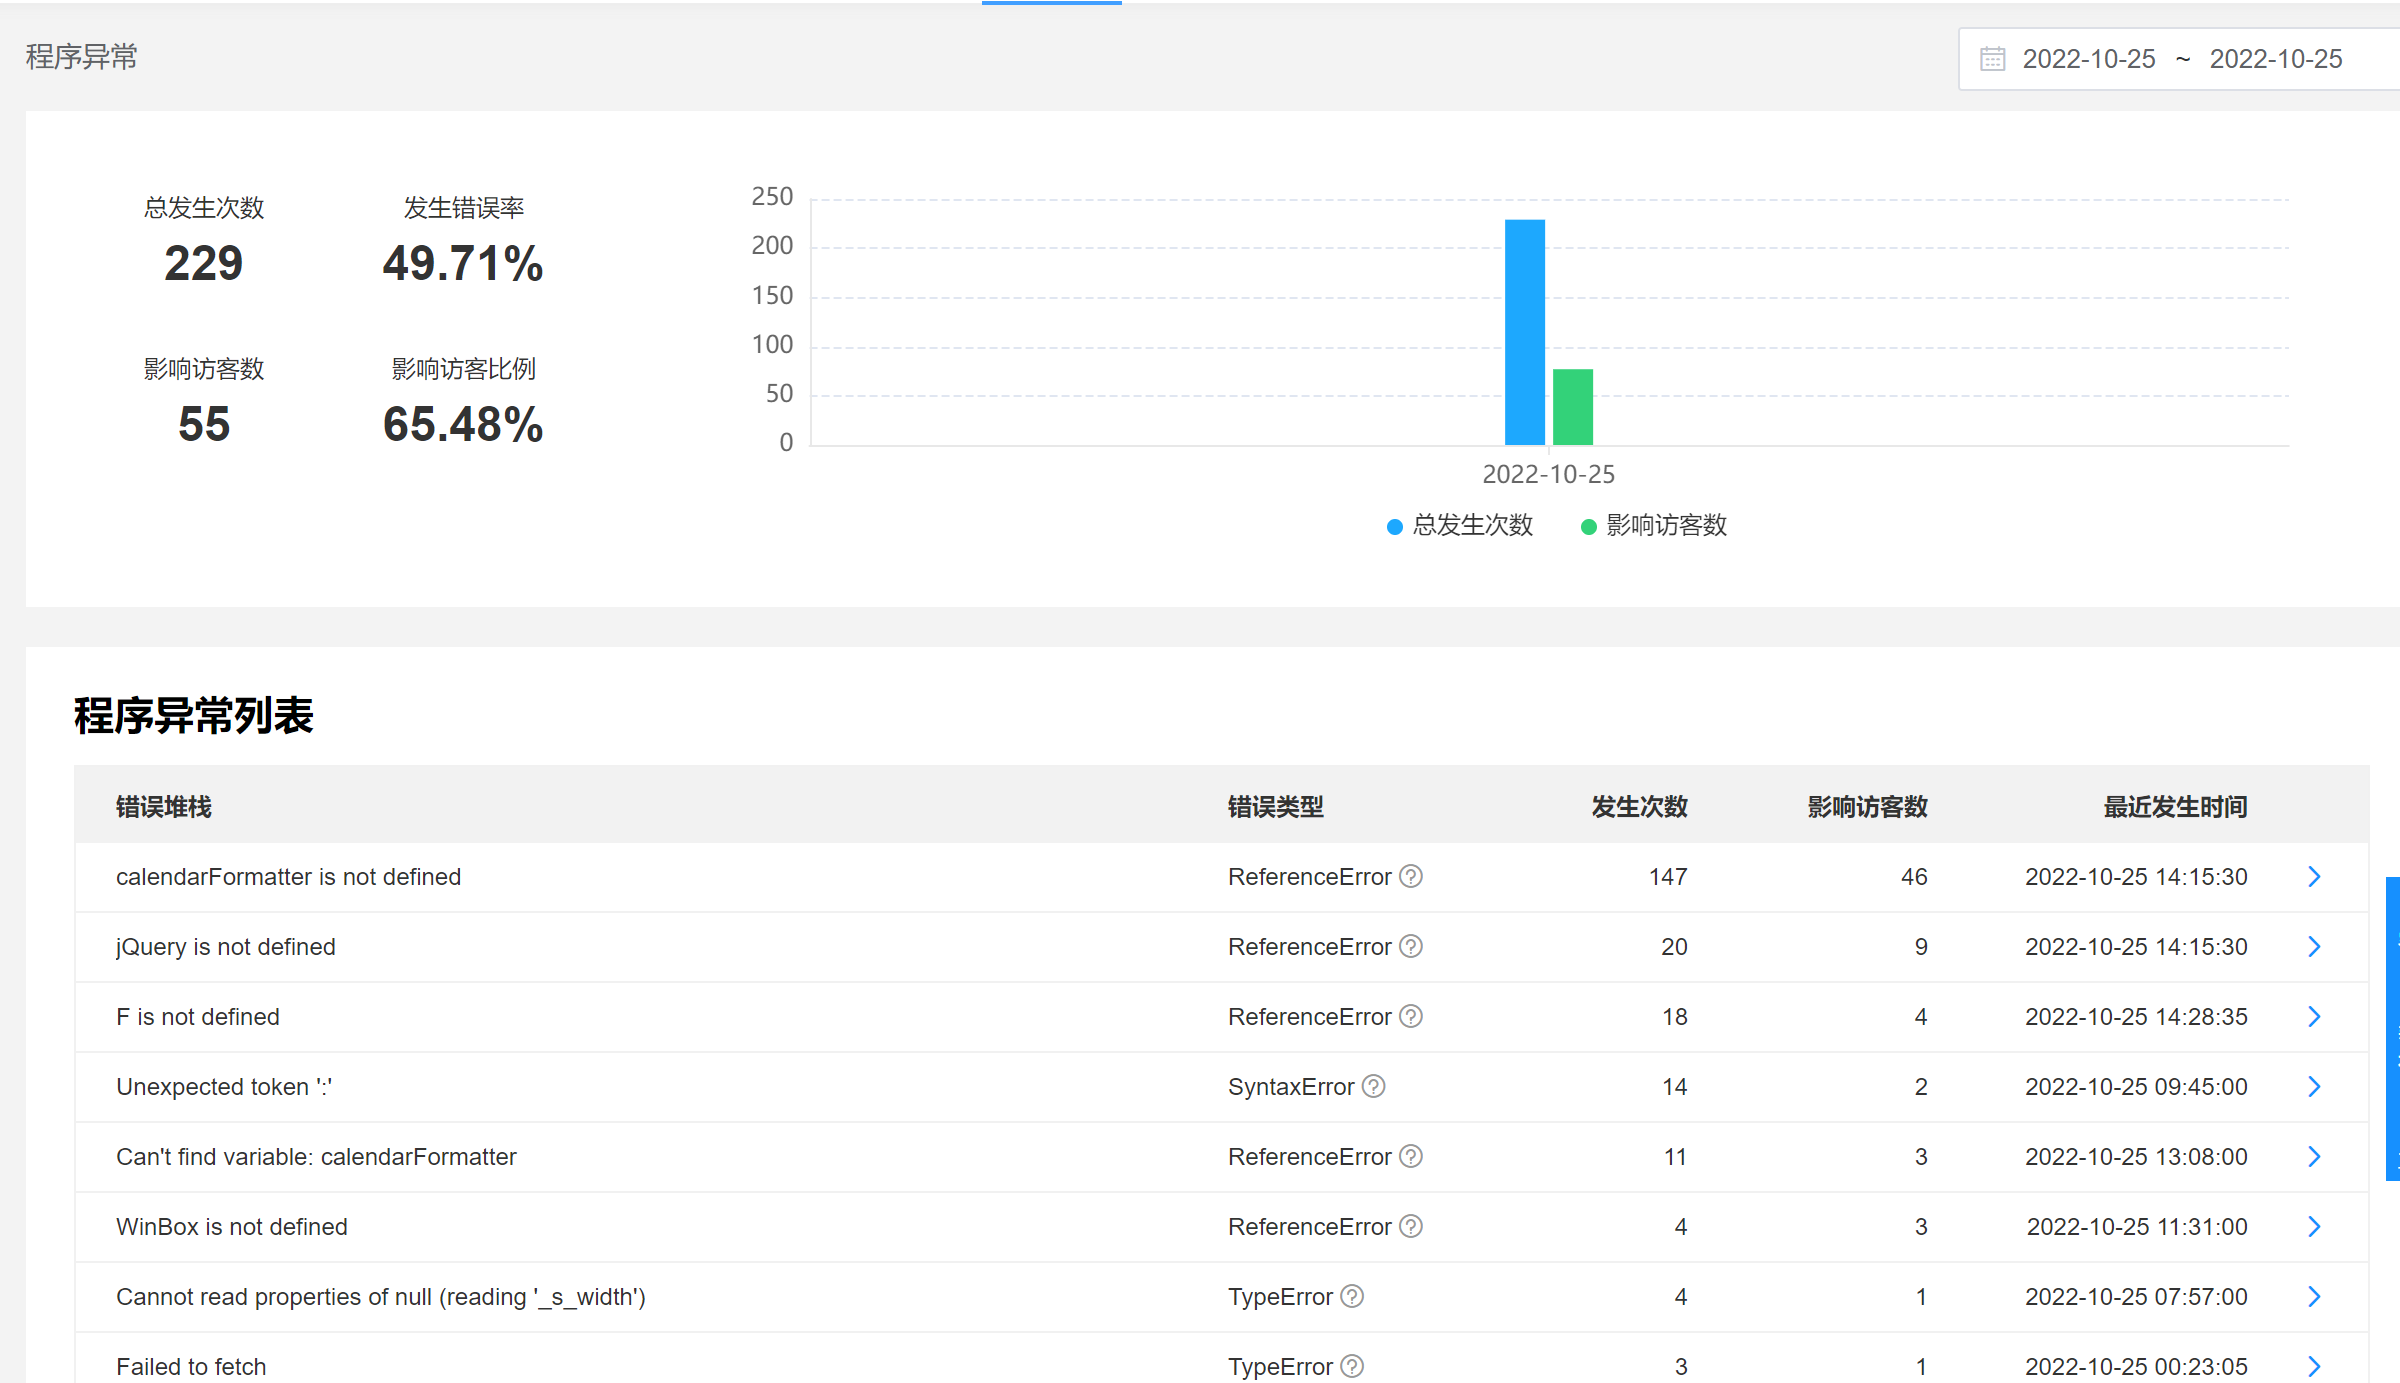 程序异常
2022-10-25 ~ 2022-10-25
总发生次数 发生错误率
229 49.71%
影响访客数 影响访客比例
55 65.48%
250
200
150
100
50
0
2022-10-25
总发生次数 影响访客数
程序异常列表
错误堆栈 错误类型 发生次数 影响访客数 最近发生时间
calendarFormatter is not defined ReferenceError 147 46 2022-10-25 14:15:30
jQuery is not defined ReferenceError 20 9 2022-10-25 14:15:30
F is not defined ReferenceError 18 4 2022-10-25 14:28:35
Unexpected token ':' SyntaxError 14 2 2022-10-25 09:45:00
Can't find variable: calendarFormatter ReferenceError 11 3 2022-10-25 13:08:00
WinBox is not defined ReferenceError 4 3 2022-10-25 11:31:00
Cannot read properties of null (reading '_s_width') TypeError 4 1 2022-10-25 07:57:00
Failed to fetch TypeError 3 1 2022-10-25 00:23:05